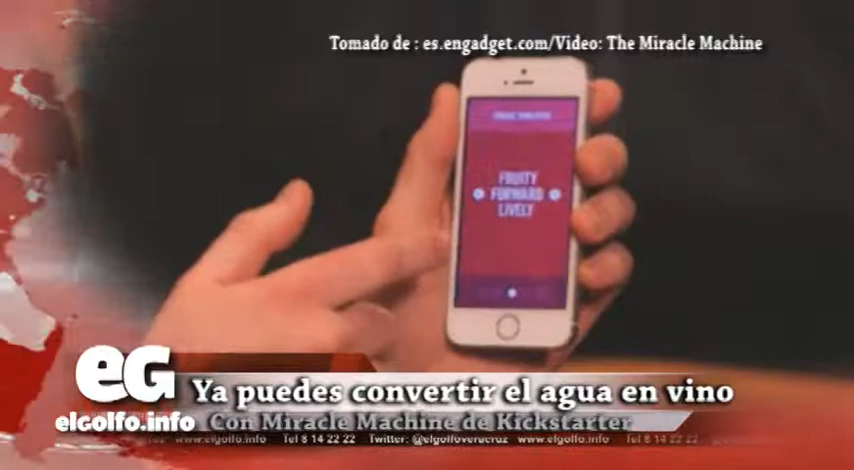 Tomado de : es.engadget.com/Video: The Miracle Machine
FRUITY
FORWARD
LIVELY
eG
Ya puedes convertir el agua en vino
elgolfo.info
Con Miracle Machine de Kickstarter
www.elgolfo.info Tel 8 14 22 22 Twitter: @elgolfoveracruz www.elgolfo.info Tel 8 14 22 22